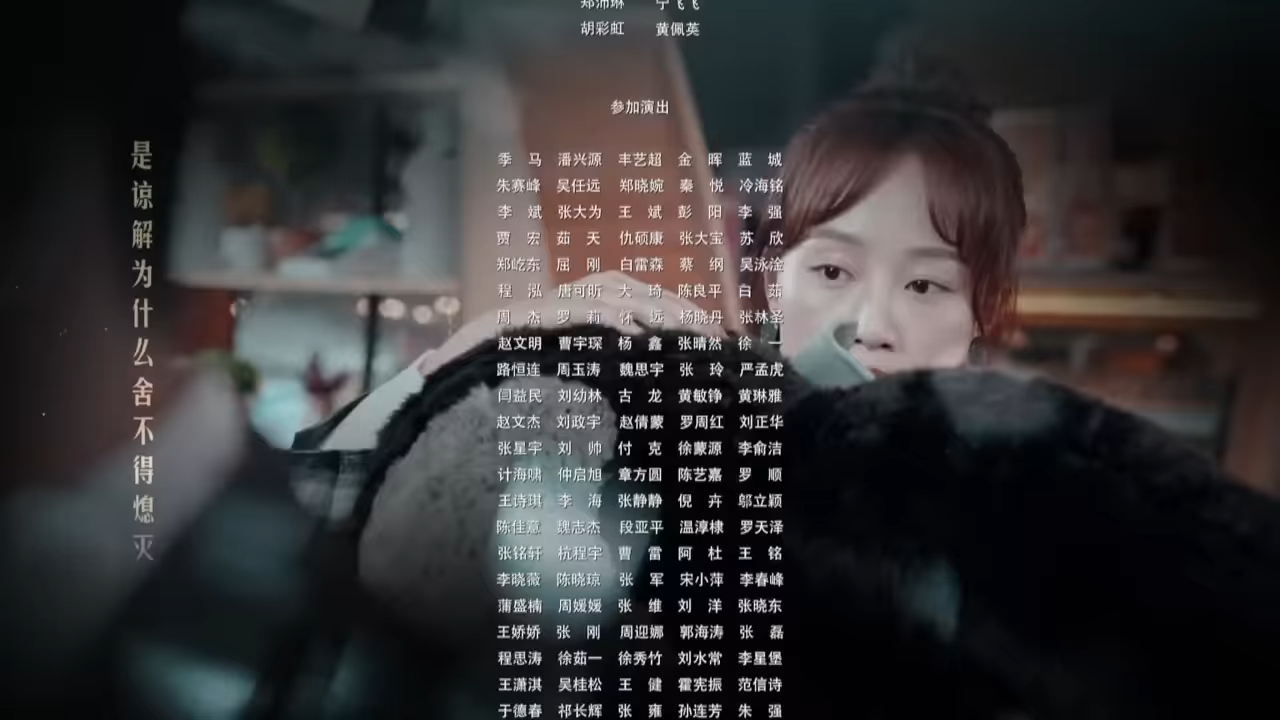 郑沛琳
胡彩虹 黄佩英
参加演出
季马 潘兴源 丰艺超 金晖 蓝城
朱赛峰 吴任远 郑晓婉 秦悦 冷海铭
李斌 张大为 王斌 彭阳 李强
贾宏 茹天 仇硕康 张大宝 苏欣
郑屹东 屈刚 白雷森 蔡纲 吴泳淦
程泓 唐可昕 大琦 陈良平 白茹
周杰 罗莉 怀远 杨晓丹 张林圣
赵文明 曹宇琛 杨鑫 张晴然 徐一
路恒连 周玉涛 魏思宇 张玲 严孟虎
闫益民 刘幼林 古龙 黄敏铮 黄琳雅
赵文杰 刘政宇 赵倩蒙 罗周红 刘正华
张星宇 刘帅 付克 徐蒙源 李俞洁
计海啸 仲启旭 章方圆 陈艺嘉 罗顺
王诗琪 李海 张静静 倪卉 邬立颖
陈佳意 魏志杰 段亚平 温淳棣 罗天泽
张铭轩 杭程宇 曹雷 阿杜 王铭
李晓薇 陈晓琼 张军 宋小萍 李春峰
蒲盛楠 周媛媛 张维 刘洋 张晓东
王娇娇 张刚 周迎娜 郭海涛 张磊
程思涛 徐茹一 徐秀竹 刘水常 李星堡
王潇淇 吴桂松 王健 霍宪振 范信诗
于德春 祁长辉 张雍 孙连芳 朱强
是谅解为什么舍不得熄灭